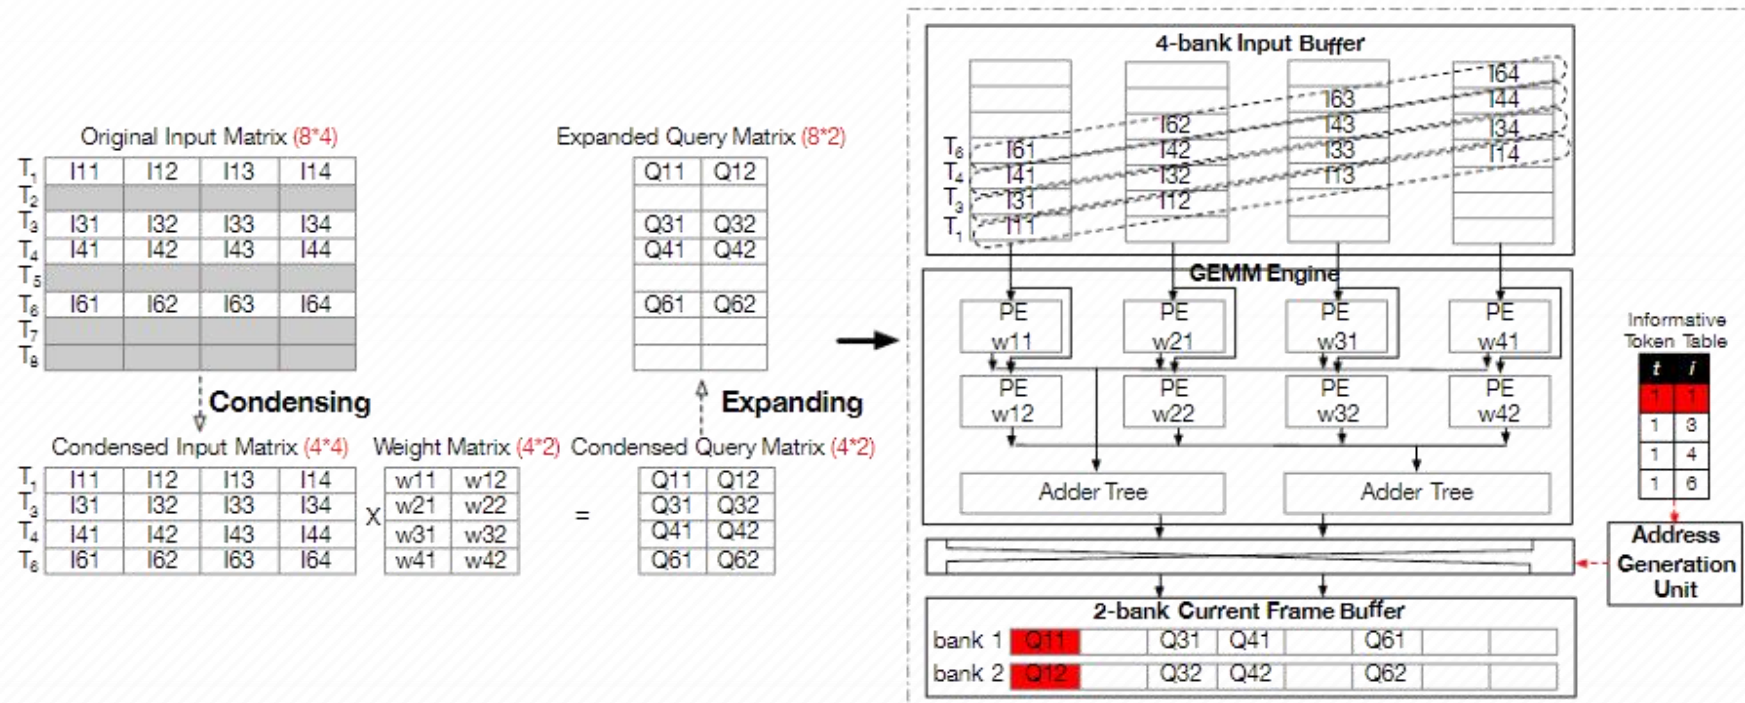 Original Input Matrix (8*4)
T1 I11 I12 I13 I14
T2
T3 I31 I32 I33 I34
T4 I41 I42 I43 I44
T5
T6 I61 I62 I63 I64
T7
T8
Condensing
Condensed Input Matrix (4*4)
T1 I11 I12 I13 I14
T3 I31 I32 I33 I34
T4 I41 I42 I43 I44
T6 I61 I62 I63 I64
X
Weight Matrix (4*2)
w11 w12
w21 w22
w31 w32
w41 w42
=
Expanded Query Matrix (8*2)
Q11 Q12
Q31 Q32
Q41 Q42
Q61 Q62
Expanding
Condensed Query Matrix (4*2)
Q11 Q12
Q31 Q32
Q41 Q42
Q61 Q62
4-bank Input Buffer
I64
I63 I44
I62 I43 I34
T6 I61 I42 I33 I14
T4 I41 I32 I13
T3 I31 I12
T1 I11
GEMM Engine
PE PE PE PE
w11 w21 w31 w41
PE PE PE PE
w12 w22 w32 w42
Adder Tree Adder Tree
Informative
Token Table
t i
1 1
1 3
1 4
1 6
Address
Generation
Unit
2-bank Current Frame Buffer
bank 1 Q11 Q31 Q41 Q61
bank 2 Q12 Q32 Q42 Q62